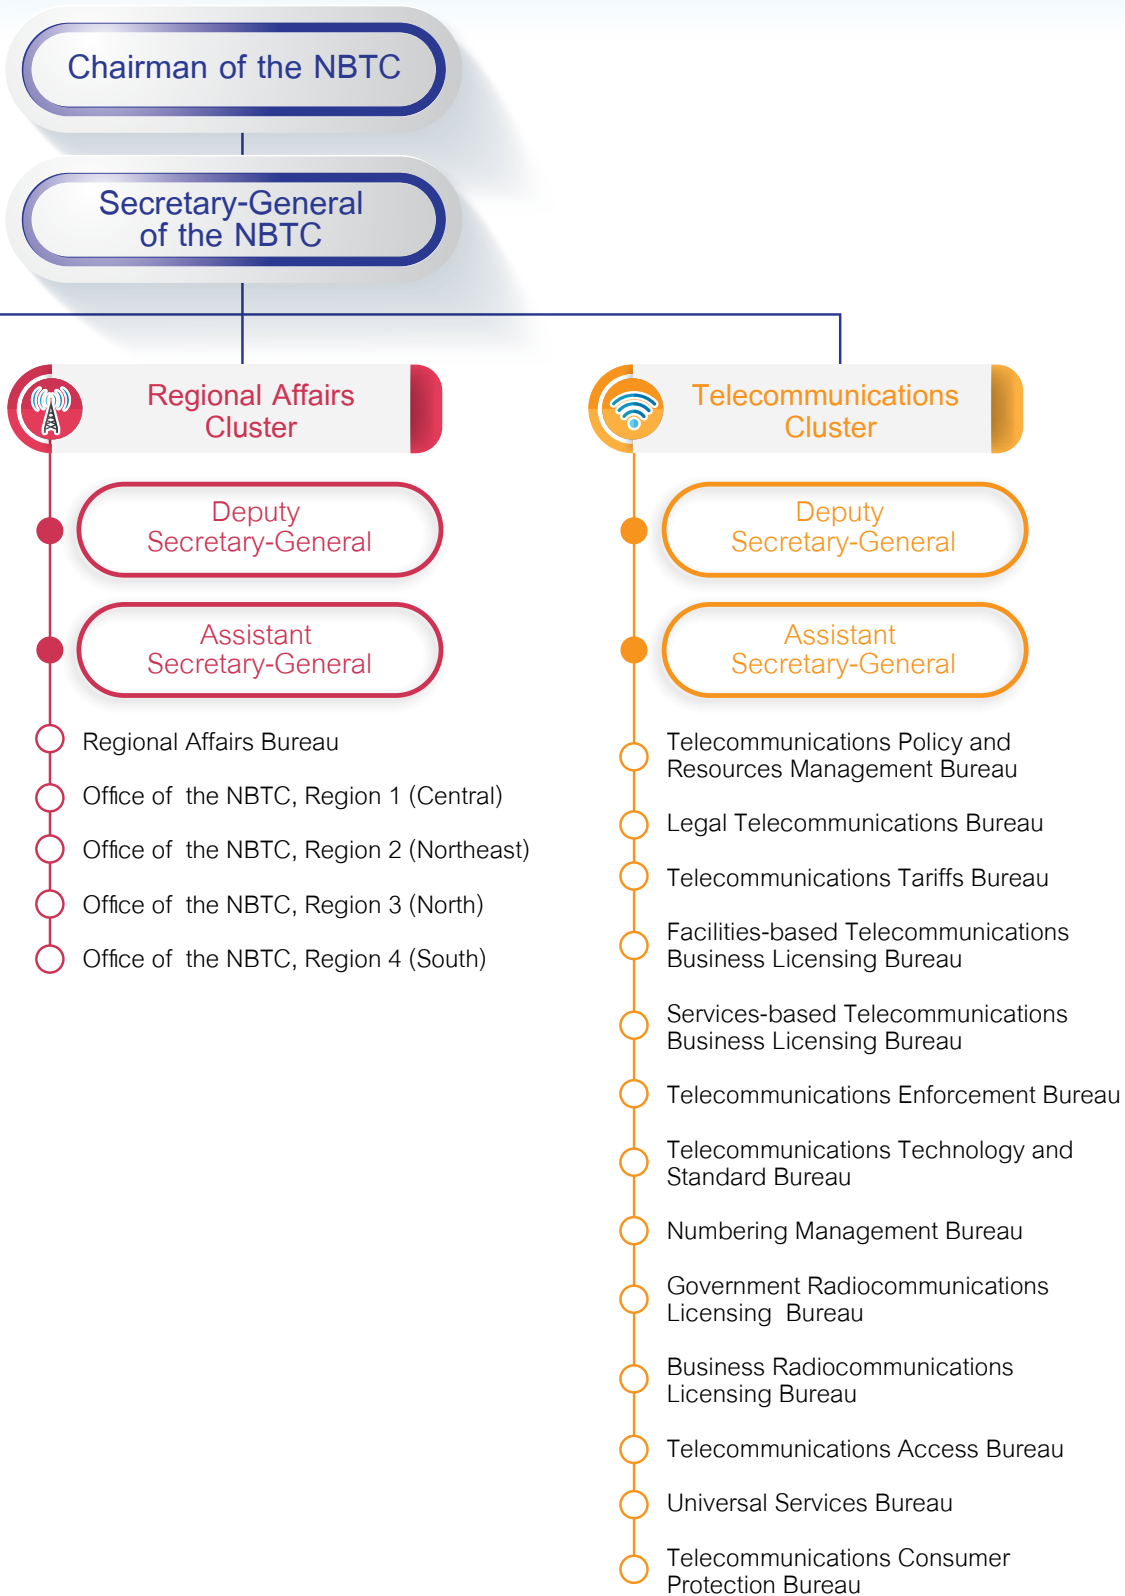 Chairman of the NBTC
Secretary-General
of the NBTC
Regional Affairs
Cluster
Deputy
Secretary-General
Assistant
Secretary-General
Regional Affairs Bureau
Office of the NBTC, Region 1 (Central)
Office of the NBTC, Region 2 (Northeast)
Office of the NBTC, Region 3 (North)
Office of the NBTC, Region 4 (South)
Telecommunications
Cluster
Deputy
Secretary-General
Assistant
Secretary-General
Telecommunications Policy and
Resources Management Bureau
Legal Telecommunications Bureau
Telecommunications Tariffs Bureau
Facilities-based Telecommunications
Business Licensing Bureau
Services-based Telecommunications
Business Licensing Bureau
Telecommunications Enforcement Bureau
Telecommunications Technology and
Standard Bureau
Numbering Management Bureau
Government Radiocommunications
Licensing Bureau
Business Radiocommunications
Licensing Bureau
Telecommunications Access Bureau
Universal Services Bureau
Telecommunications Consumer
Protection Bureau